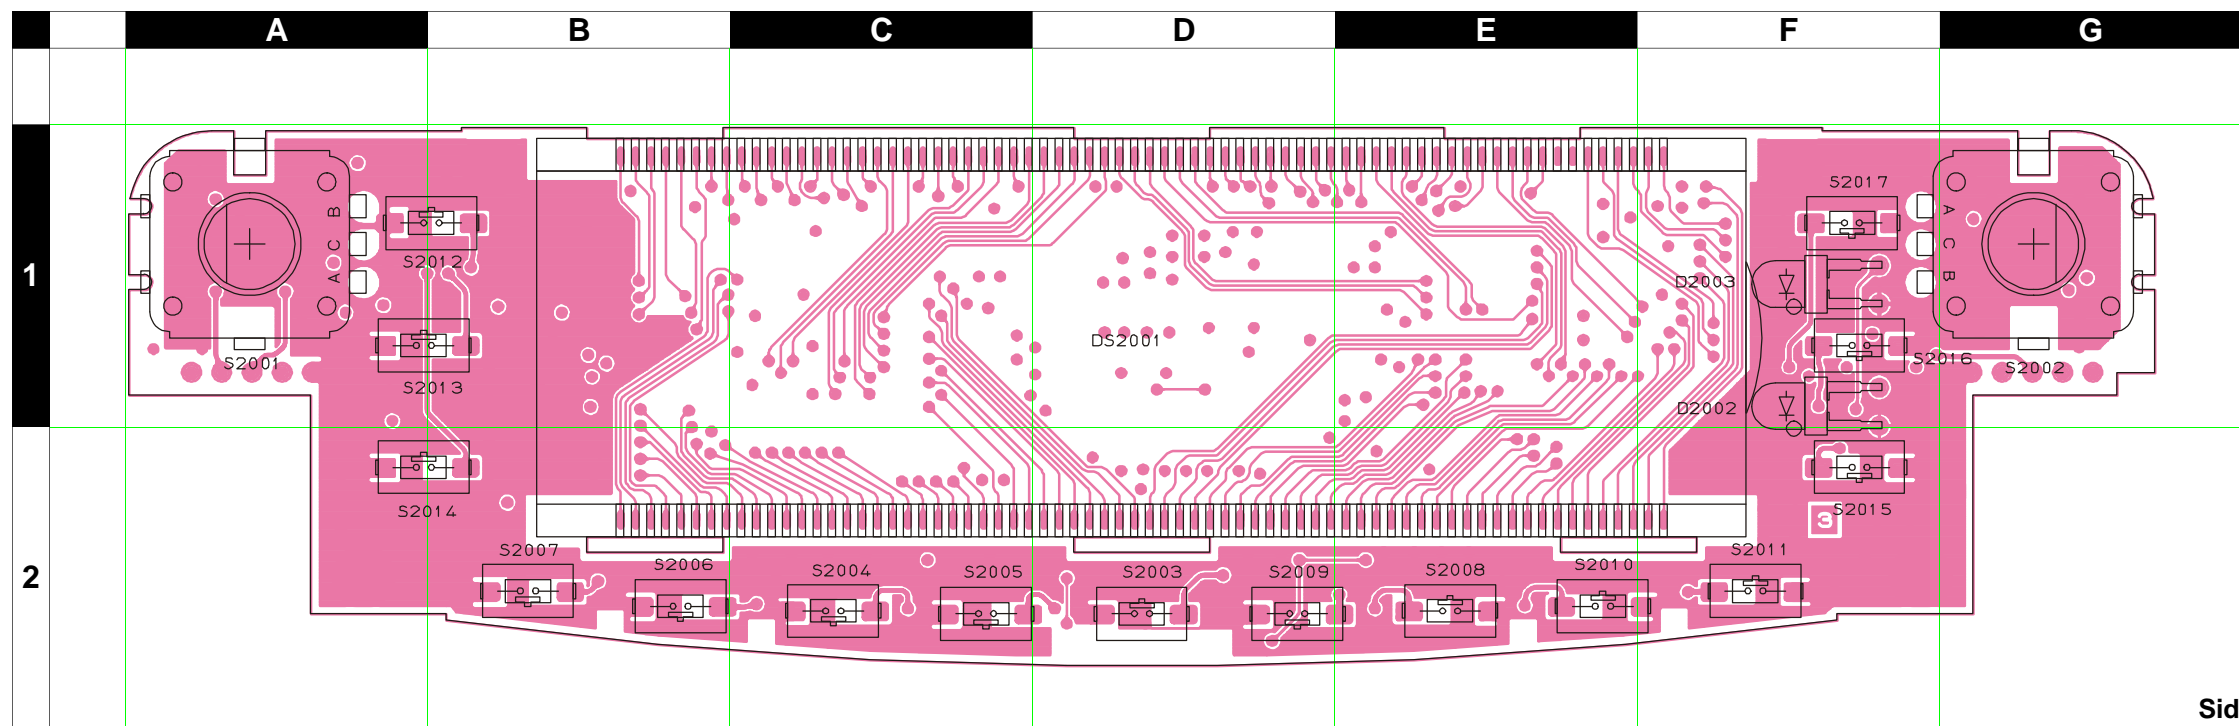 A B C D E F G
1
S2017
B
C
A
A
C
B
S2012
D2003
DS2001
S2001
S2013
S2016
S2002
D2002
S2014
S2015
3
2
S2007
S2006
S2004
S2005
S2003
S2009
S2008
S2010
S2011
Sid